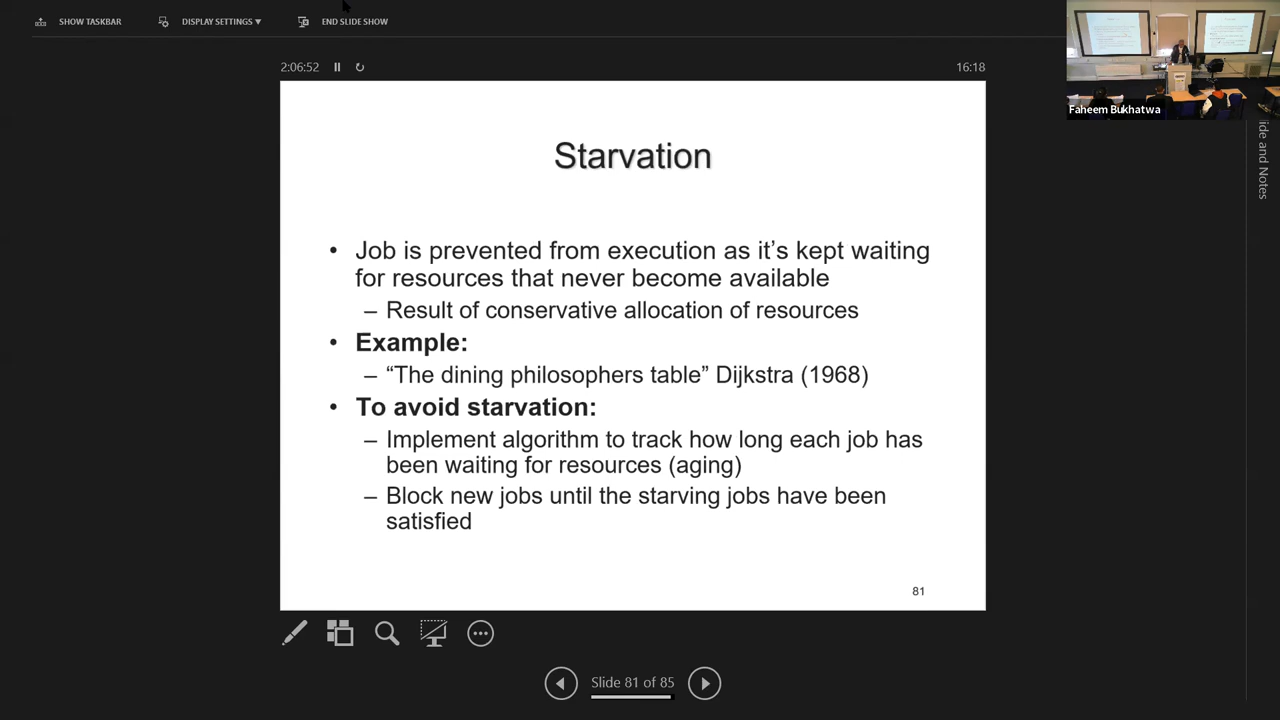 SHOW TASKBAR
DISPLAY SETTINGS ▼
END SLIDE SHOW
2:06:52
16:18
Faheem Bukhatwa
ide and Notes
Starvation
• Job is prevented from execution as it’s kept waiting
for resources that never become available
– Result of conservative allocation of resources
• Example:
– “The dining philosophers table” Dijkstra (1968)
• To avoid starvation:
– Implement algorithm to track how long each job has
been waiting for resources (aging)
– Block new jobs until the starving jobs have been
satisfied
81
Slide 81 of 85